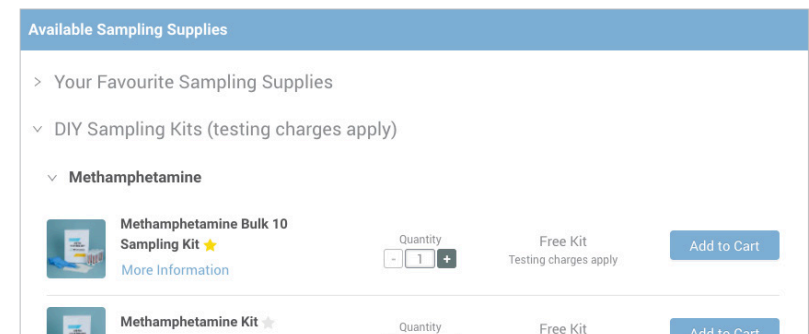 Available Sampling Supplies
Your Favourite Sampling Supplies
DIY Sampling Kits (testing charges apply)
Methamphetamine
Methamphetamine Bulk 10
Sampling Kit
More Information
Quantity
- 1 +
Free Kit
Testing charges apply
Add to Cart
Methamphetamine Kit
Quantity
Free Kit
Add to Cart